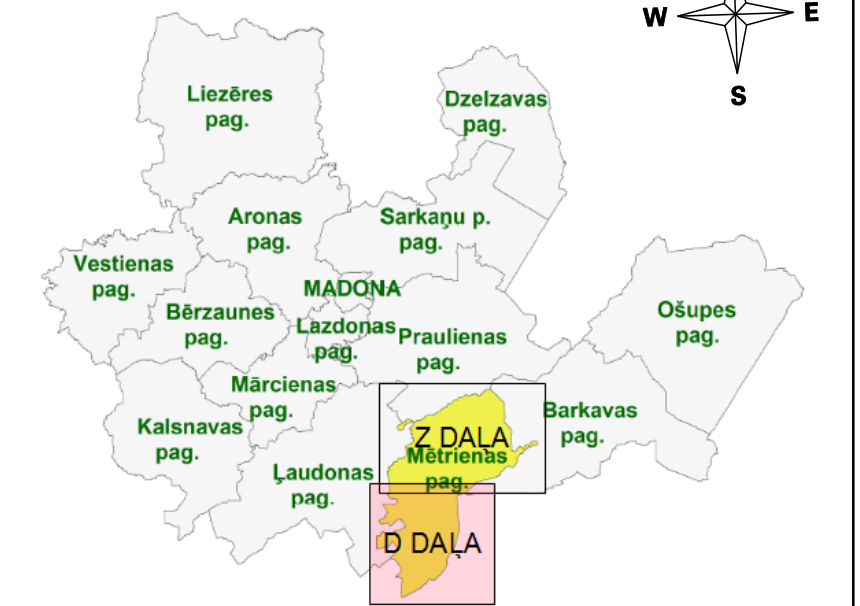 W
E
S
Liezēres
pag.
Dzelzavas
pag.
Aronas
pag.
Sarkaņu p.
pag.
Vestienas
pag.
MADONA
Bērzaunes
pag.
Lazdonas
pag.
Praulienas
pag.
Ošupes
pag.
Mārcienas
pag.
Kalsnavas
pag.
Barkavas
pag.
Z DAĻA
Mētrienas
pag.
Ļaudonas
pag.
D DAĻA